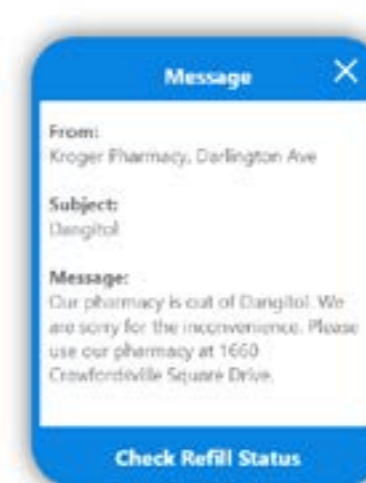 Message
From:
Kroger Pharmacy, Darlington Ave
Subject:
Dangitol
Message:
Our pharmacy is out of Dangitol. We
are sorry for the inconvenience. Please
use our pharmacy at 1660
Crawfordsville Square Drive.
Check Refill Status